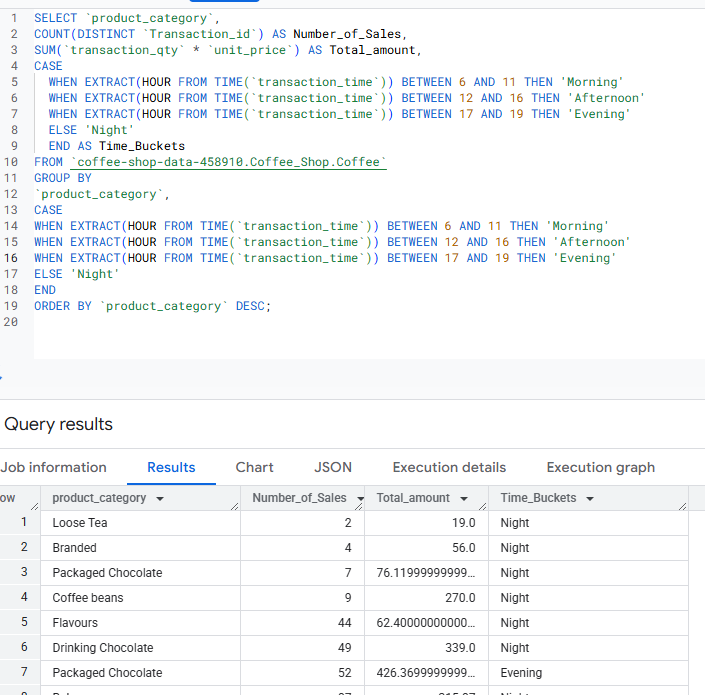 1 SELECT `product_category`,
2 COUNT(DISTINCT `Transaction_id`) AS Number_of_Sales,
3 SUM(`transaction_qty` * `unit_price`) AS Total_amount,
4 CASE
5 WHEN EXTRACT(HOUR FROM TIME(`transaction_time`)) BETWEEN 6 AND 11 THEN 'Morning'
6 WHEN EXTRACT(HOUR FROM TIME(`transaction_time`)) BETWEEN 12 AND 16 THEN 'Afternoon'
7 WHEN EXTRACT(HOUR FROM TIME(`transaction_time`)) BETWEEN 17 AND 19 THEN 'Evening'
8 ELSE 'Night'
9 END AS Time_Buckets
10 FROM `coffee-shop-data-458910.Coffee_Shop.Coffee`
11 GROUP BY
12 `product_category`,
13 CASE
14 WHEN EXTRACT(HOUR FROM TIME(`transaction_time`)) BETWEEN 6 AND 11 THEN 'Morning'
15 WHEN EXTRACT(HOUR FROM TIME(`transaction_time`)) BETWEEN 12 AND 16 THEN 'Afternoon'
16 WHEN EXTRACT(HOUR FROM TIME(`transaction_time`)) BETWEEN 17 AND 19 THEN 'Evening'
17 ELSE 'Night'
18 END
19 ORDER BY `product_category` DESC;
20
Query results
Job information Results Chart JSON Execution details Execution graph
ow product_category Number_of_Sales Total_amount Time_Buckets
1 Loose Tea 2 19.0 Night
2 Branded 4 56.0 Night
3 Packaged Chocolate 7 76.11999999999... Night
4 Coffee beans 9 270.0 Night
5 Flavours 44 62.40000000000... Night
6 Drinking Chocolate 49 339.0 Night
7 Packaged Chocolate 52 426.3699999999... Evening